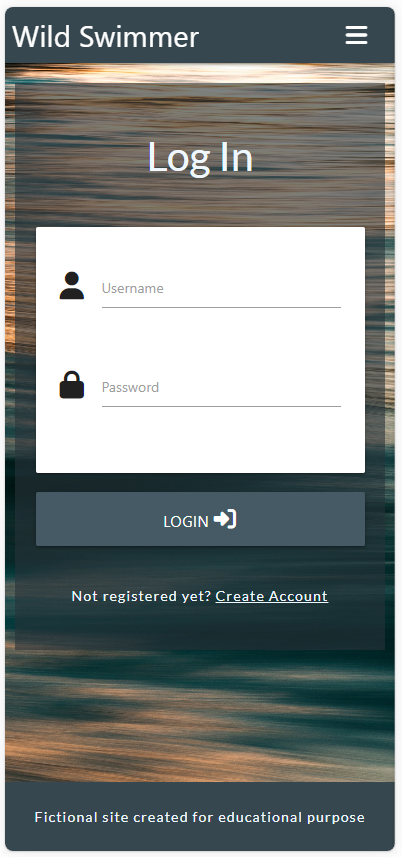 Wild Swimmer
Log In
Username
Password
LOGIN
Not registered yet? Create Account
Fictional site created for educational purpose